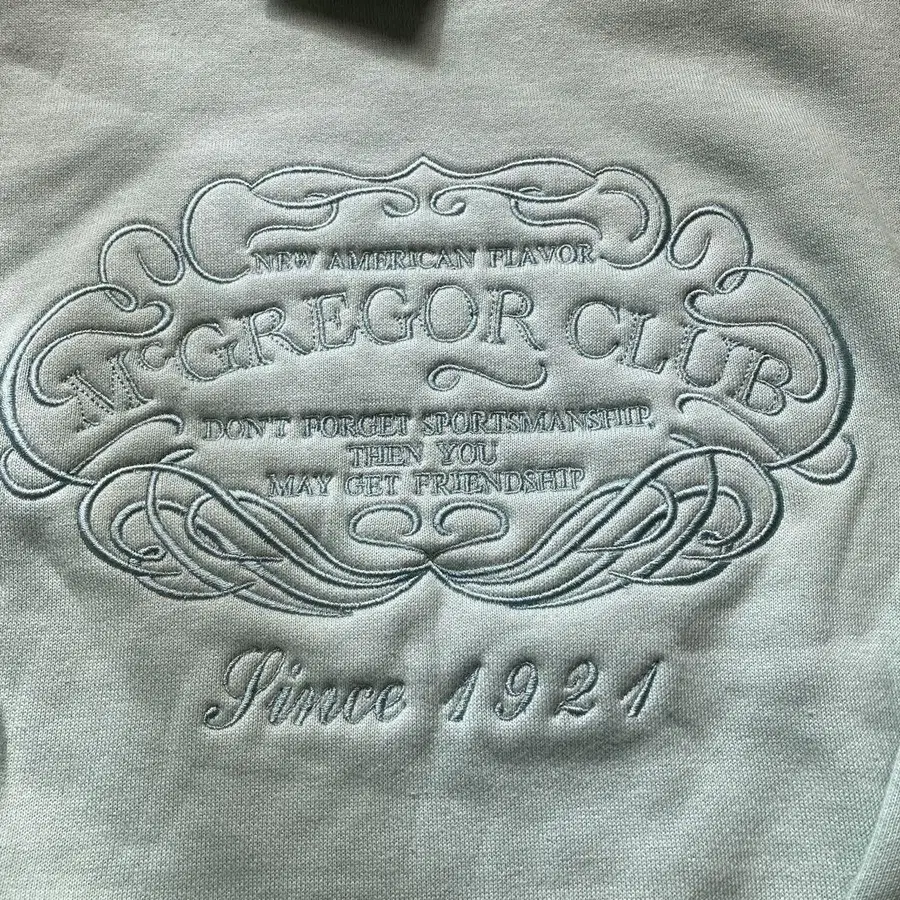 NEW AMERICAN FLAVOR
McGREGOR CLUB
DON'T FORGET SPORTSMANSHIP,
THEN YOU
MAY GET FRIENDSHIP
Since 1921